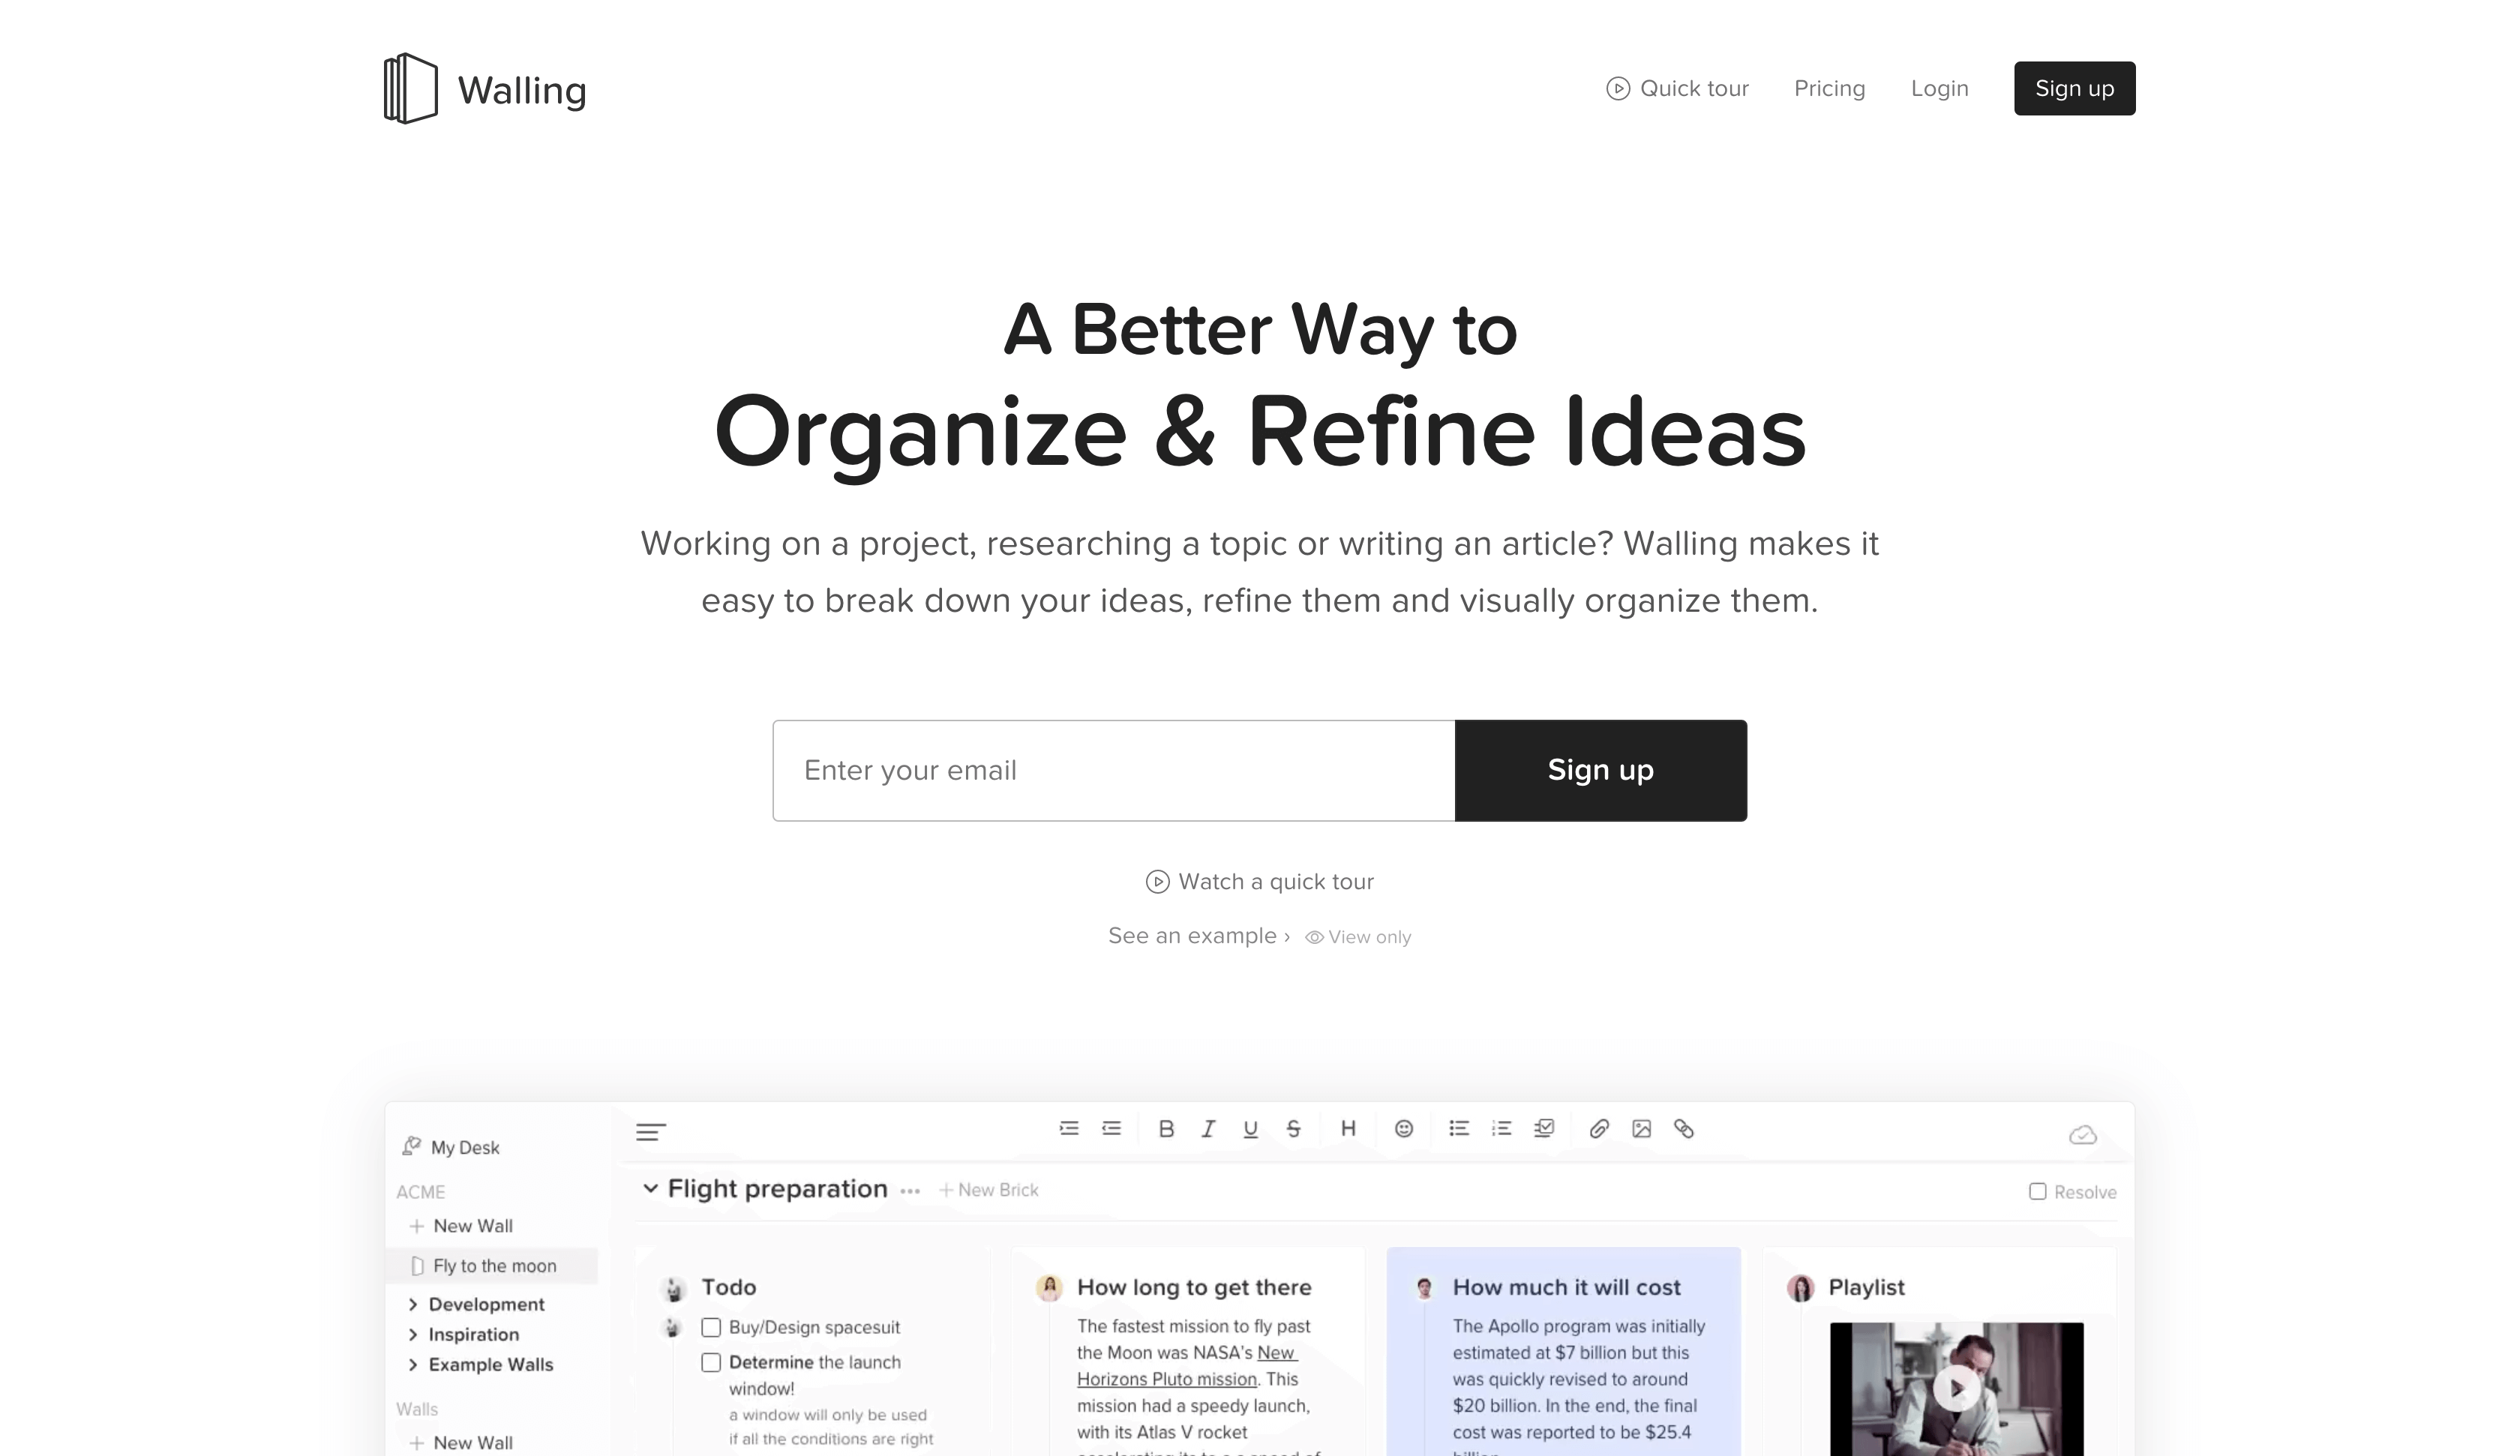 Walling
Quick tour
Pricing
Login
Sign up
A Better Way to
Organize & Refine Ideas
Working on a project, researching a topic or writing an article? Walling makes it
easy to break down your ideas, refine them and visually organize them.
Enter your email
Sign up
Watch a quick tour
See an example ›
View only
My Desk
ACME
+ New Wall
Fly to the moon
Development
Inspiration
Example Walls
Walls
+ New Wall
B I U S H
Flight preparation
+ New Brick
Resolve
Todo
Buy/Design spacesuit
Determine the launch
window!
a window will only be used
if all the conditions are right
How long to get there
The fastest mission to fly past
the Moon was NASA's New
Horizons Pluto mission. This
mission had a speedy launch,
with its Atlas V rocket
How much it will cost
The Apollo program was initially
estimated at $7 billion but this
was quickly revised to around
$20 billion. In the end, the final
cost was reported to be $25.4
Playlist